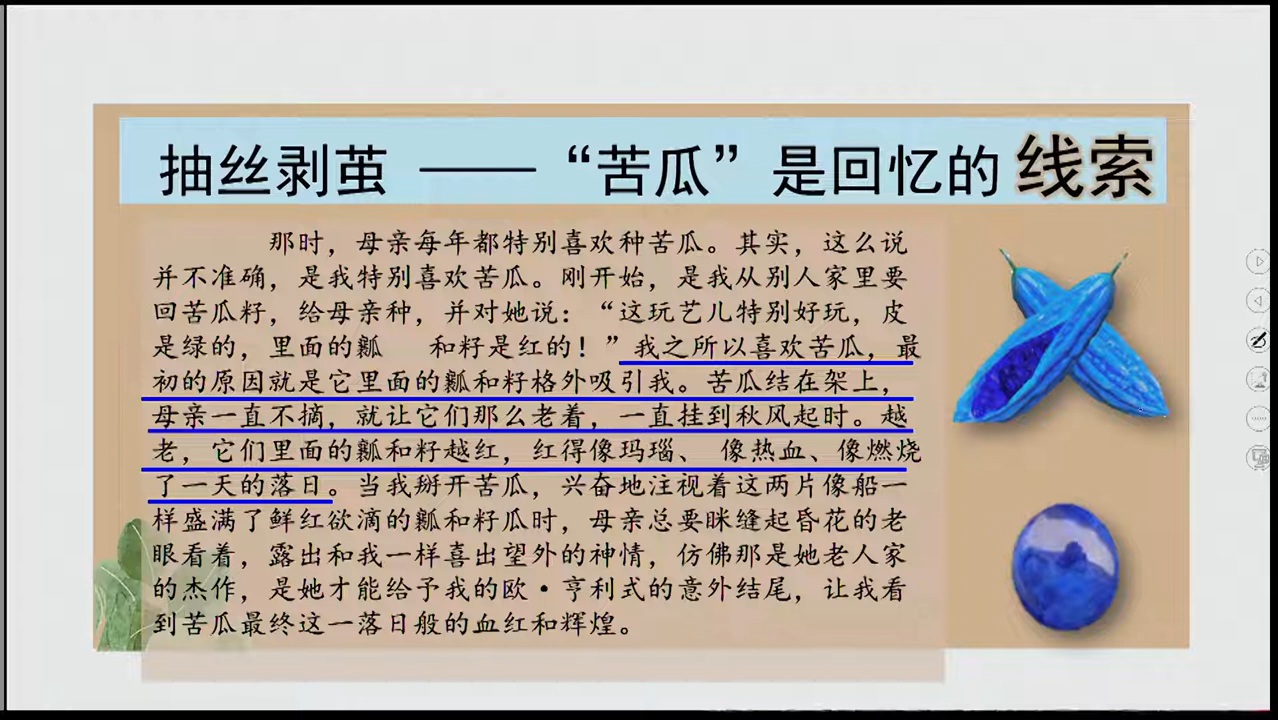 抽丝剥茧 ——“苦瓜”是回忆的 线索
那时，母亲每年都特别喜欢种苦瓜。其实，这么说
并不准确，是我特别喜欢苦瓜。刚开始，是我从别人家里要
回苦瓜籽，给母亲种，并对她说：“这玩艺儿特别好玩，皮
是绿的，里面的瓤 和籽是红的！”我之所以喜欢苦瓜，最
初的原因就是它里面的瓤和籽格外吸引我。苦瓜结在架上，
母亲一直不摘，就让它们那么老着，一直挂到秋风起时。越
老，它们里面的瓤和籽越红，红得像玛瑙、 像热血、像燃烧
了一天的落日。当我掰开苦瓜，兴奋地注视着这两片像船一
样盛满了鲜红欲滴的瓤和籽瓜时，母亲总要眯缝起昏花的老
眼看着，露出和我一样喜出望外的神情，仿佛那是她老人家
的杰作，是她才能给予我的欧·亨利式的意外结尾，让我看
到苦瓜最终这一落日般的血红和辉煌。